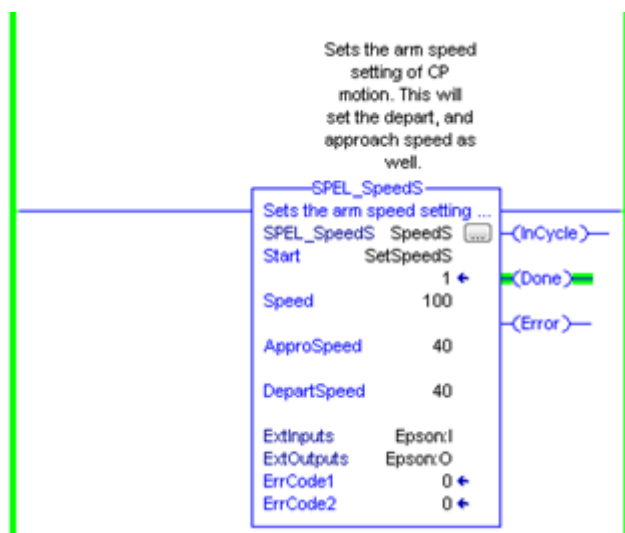 Sets the arm speed
setting of CP
motion. This will
set the depart, and
approach speed as
well.
SPEL_SpeedS
Sets the arm speed setting ...
SPEL_SpeedS SpeedS ... (InCycle)
Start SetSpeedS
1 (Done)
Speed 100
(Error)
ApproSpeed 40
DepartSpeed 40
ExtInputs Epson:I
ExtOutputs Epson:O
ErrCode1 0
ErrCode2 0